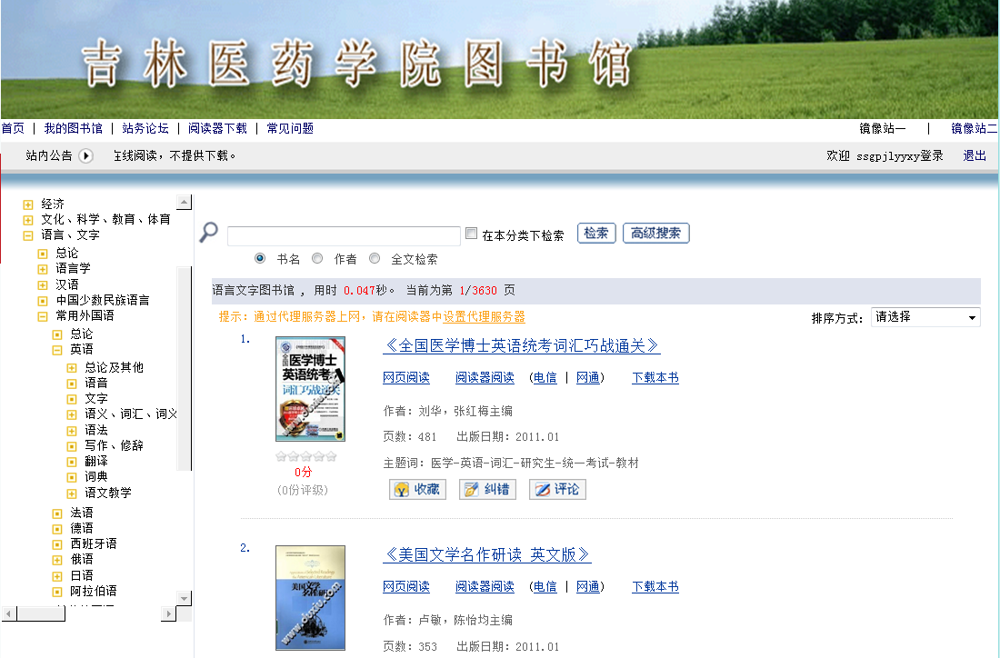 吉林医药学院图书馆
首页 | 我的图书馆 | 站务论坛 | 阅读器下载 | 常见问题 镜像站一 | 镜像站二
站内公告 在线阅读，不提供下载。 欢迎 ssgpjlyyxy登录 退出
经济
文化、科学、教育、体育
语言、文字
总论
语言学
汉语
中国少数民族语言
常用外国语
总论
英语
总论及其他
语音
文字
语义、词汇、词义
语法
写作、修辞
翻译
词典
语文教学
法语
德语
西班牙语
俄语
日语
阿拉伯语
在本分类下检索 检索 高级搜索
书名 作者 全文检索
语言文字图书馆 ，用时 0.047秒。 当前为第 1/3630 页
提示：通过代理服务器上网，请在阅读器中设置代理服务器
排序方式： 请选择
1.
全国医学博士
英语统考
词汇巧战通关
www.duxiu.com
0分
(0份评级)
《全国医学博士英语统考词汇巧战通关》
网页阅读 阅读器阅读 (电信 | 网通) 下载本书
作者：刘华，张红梅主编
页数：481 出版日期：2011.01
主题词：医学-英语-词汇-研究生-统一考试-教材
收藏 纠错 评论
2.
美国文学
名作研读
www.duxiu.com
《美国文学名作研读 英文版》
网页阅读 阅读器阅读 (电信 | 网通) 下载本书
作者：卢敏，陈怡均主编
页数：353 出版日期：2011.01